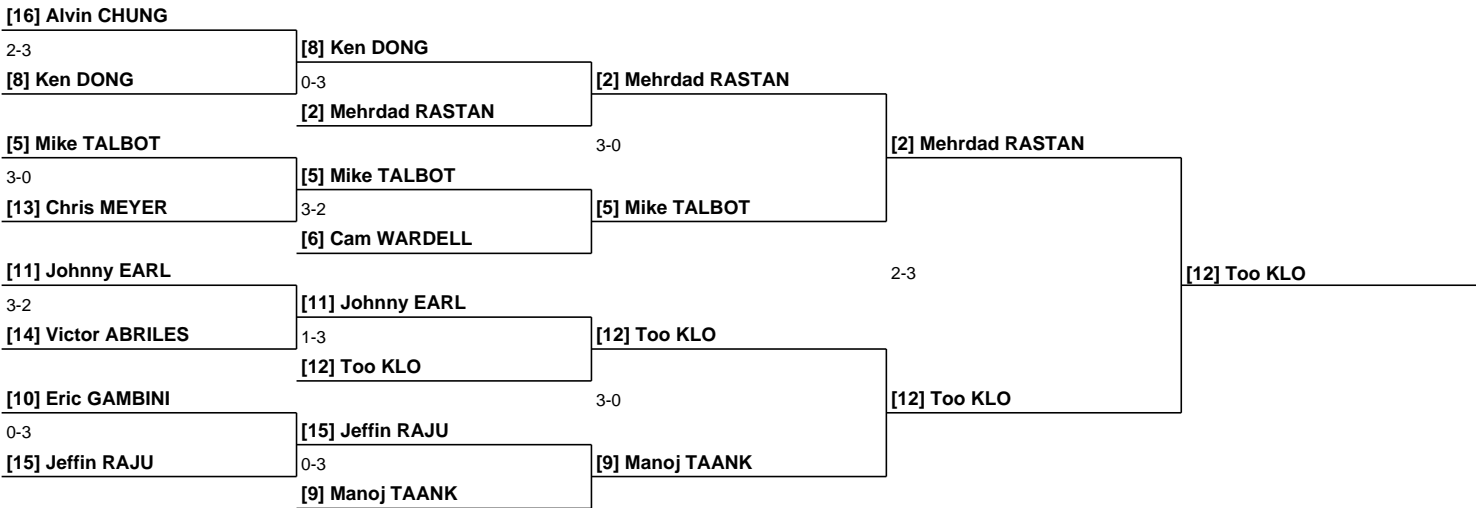 [16] Alvin CHUNG
2-3
[8] Ken DONG
[8] Ken DONG
0-3
[2] Mehrdad RASTAN
[2] Mehrdad RASTAN
[5] Mike TALBOT
3-0
[2] Mehrdad RASTAN
3-0
[5] Mike TALBOT
[13] Chris MEYER
3-2
[5] Mike TALBOT
[6] Cam WARDELL
[11] Johnny EARL
2-3
[12] Too KLO
3-2
[11] Johnny EARL
[14] Victor ABRILES
1-3
[12] Too KLO
[12] Too KLO
[10] Eric GAMBINI
3-0
[12] Too KLO
0-3
[15] Jeffin RAJU
[15] Jeffin RAJU
0-3
[9] Manoj TAANK
[9] Manoj TAANK